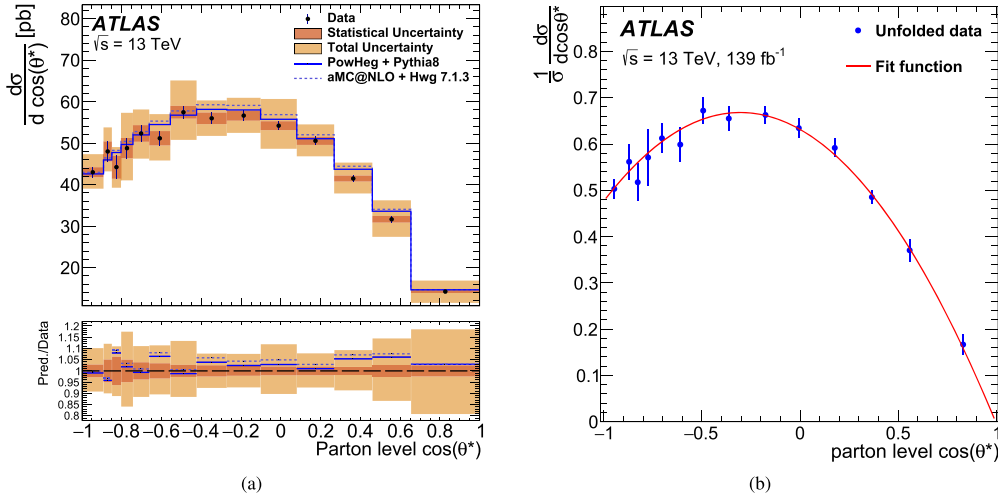 ATLAS
√s = 13 TeV
Data
Statistical Uncertainty
Total Uncertainty
PowHeg + Pythia8
aMC@NLO + Hwg 7.1.3
dσ
d cos(θ*) [pb]
80
70
60
50
40
30
20
Pred./Data
1.2
1.15
1.1
1.05
1
0.95
0.9
0.85
0.8
−1 −0.8 −0.6 −0.4 −0.2 0 0.2 0.4 0.6 0.8 1
Parton level cos(θ*)
(a)
ATLAS
√s = 13 TeV, 139 fb-1
Unfolded data
Fit function
1 dσ
σ dcosθ*
0.9
0.8
0.7
0.6
0.5
0.4
0.3
0.2
0.1
0
−1 −0.5 0 0.5 1
parton level cos(θ*)
(b)